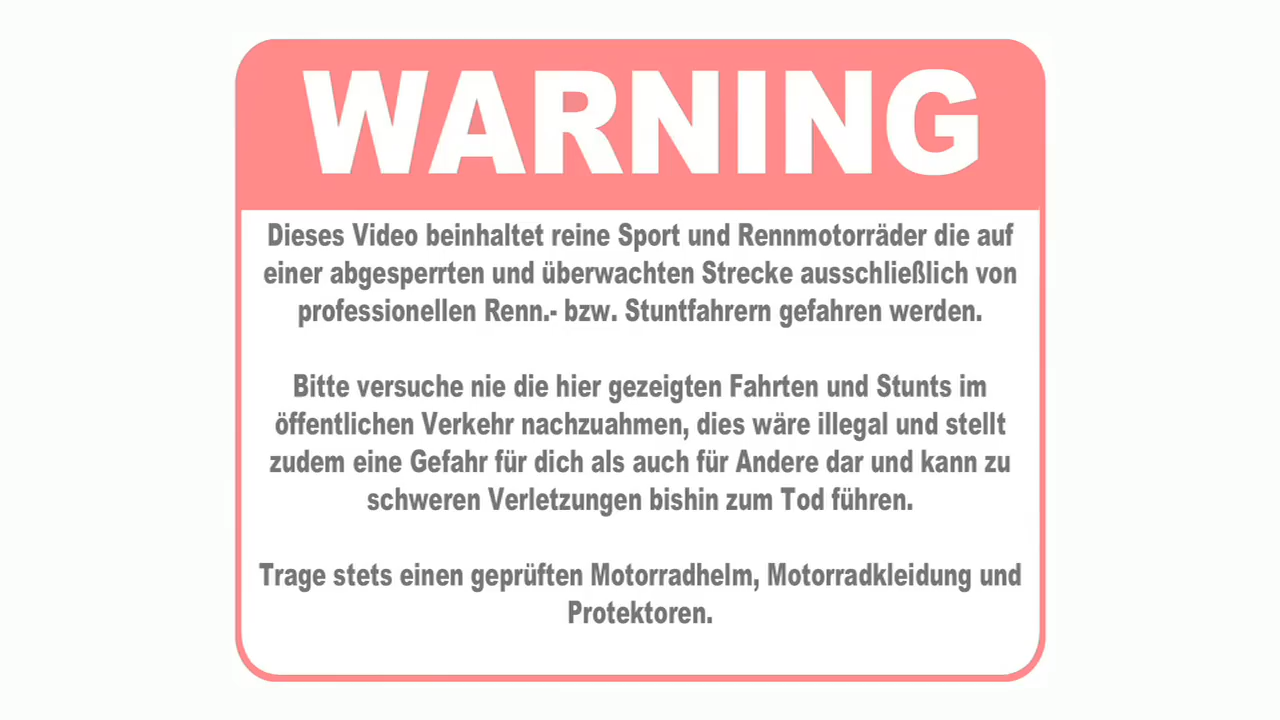 WARNING
Dieses Video beinhaltet reine Sport und Rennmotorräder die auf
einer abgesperrten und überwachten Strecke ausschließlich von
professionellen Renn.- bzw. Stuntfahrern gefahren werden.
Bitte versuche nie die hier gezeigten Fahrten und Stunts im
öffentlichen Verkehr nachzuahmen, dies wäre illegal und stellt
zudem eine Gefahr für dich als auch für Andere dar und kann zu
schweren Verletzungen bishin zum Tod führen.
Trage stets einen geprüften Motorradhelm, Motorradkleidung und
Protektoren.